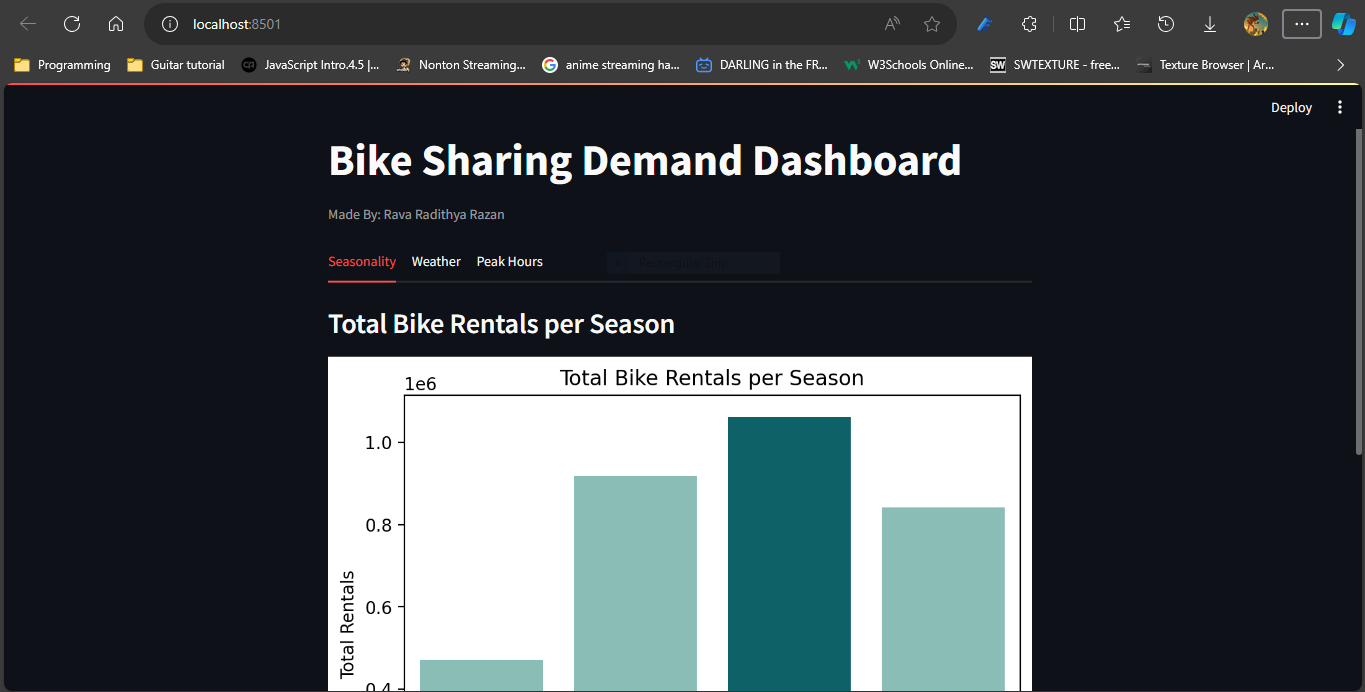 localhost:8501
Programming Guitar tutorial JavaScript Intro.4.5 |... Nonton Streaming... anime streaming ha... DARLING in the FR... W3Schools Online... SW SWTEXTURE - free... Texture Browser | Ar...
Deploy
Bike Sharing Demand Dashboard
Made By: Rava Radithya Razan
Seasonality Weather Peak Hours
Total Bike Rentals per Season
Total Bike Rentals per Season
1e6
1.0
0.8
0.6
0.4
Total Rentals